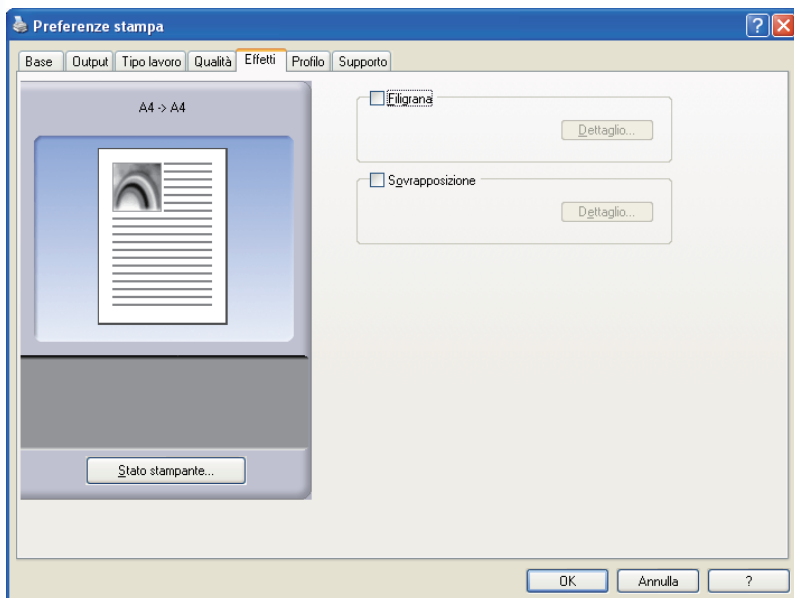 Preferenze stampa
Base Output Tipo lavoro Qualità Effetti Profilo Supporto
A4 -> A4
Filigrana
Dettaglio...
Sovrapposizione
Dettaglio...
Stato stampante...
OK Annulla ?